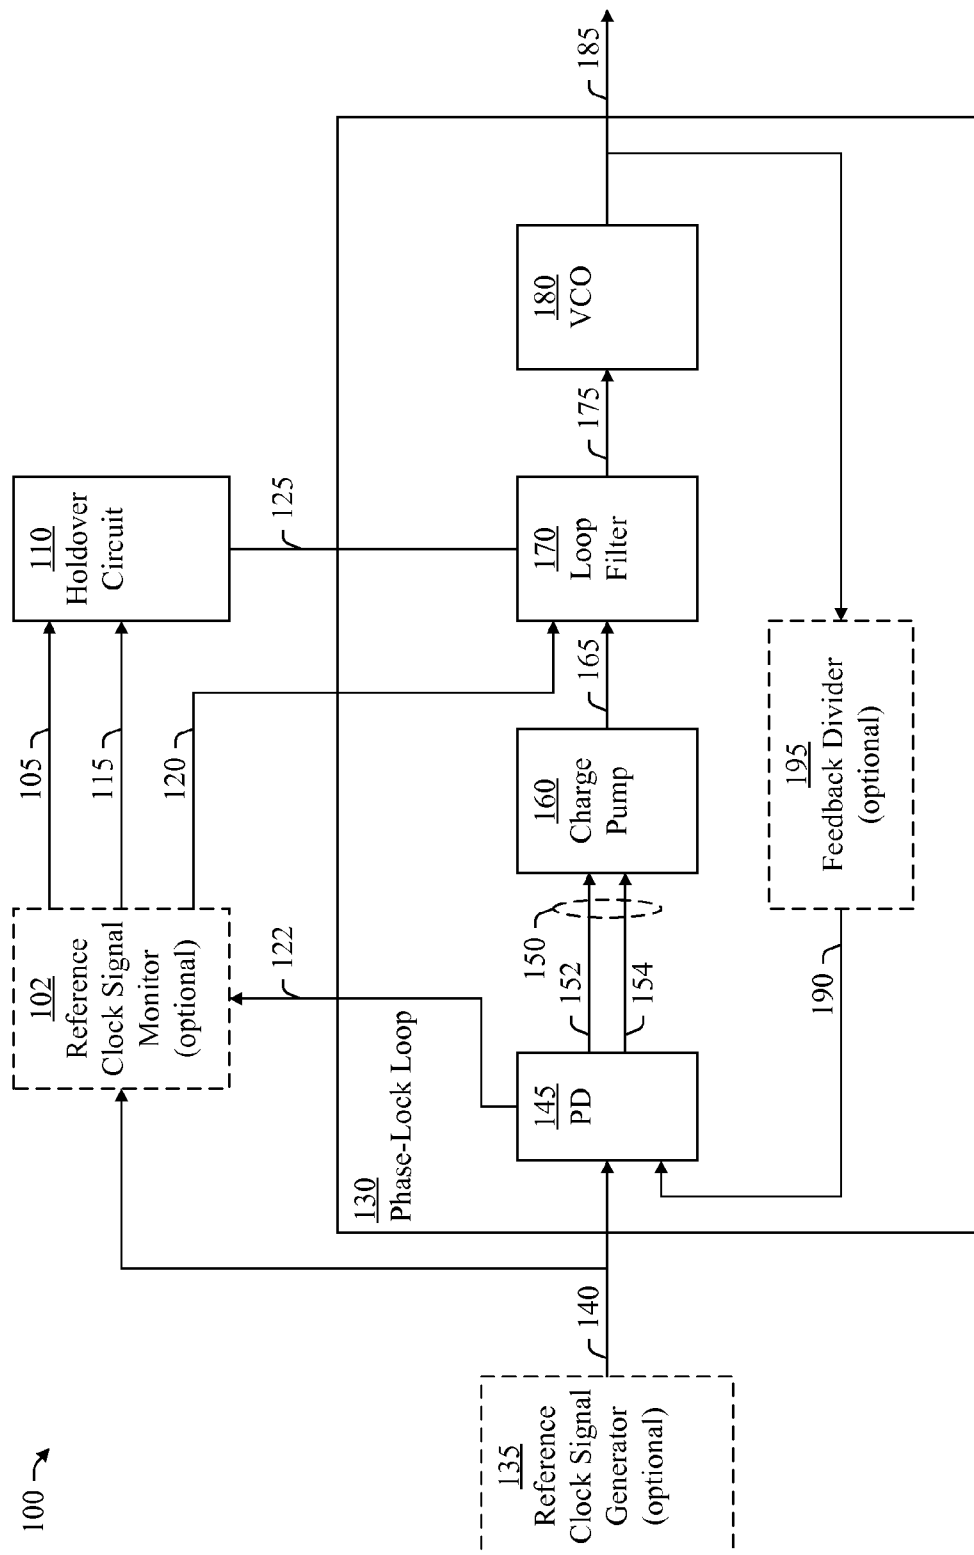 100
102
Reference
Clock Signal
Monitor
(optional)
105
115
120
110
Holdover
Circuit
122
125
130
Phase-Lock Loop
135
Reference
Clock Signal
Generator
(optional)
140
145
PD
150
152
154
160
Charge
Pump
165
170
Loop
Filter
175
180
VCO
185
190
195
Feedback Divider
(optional)